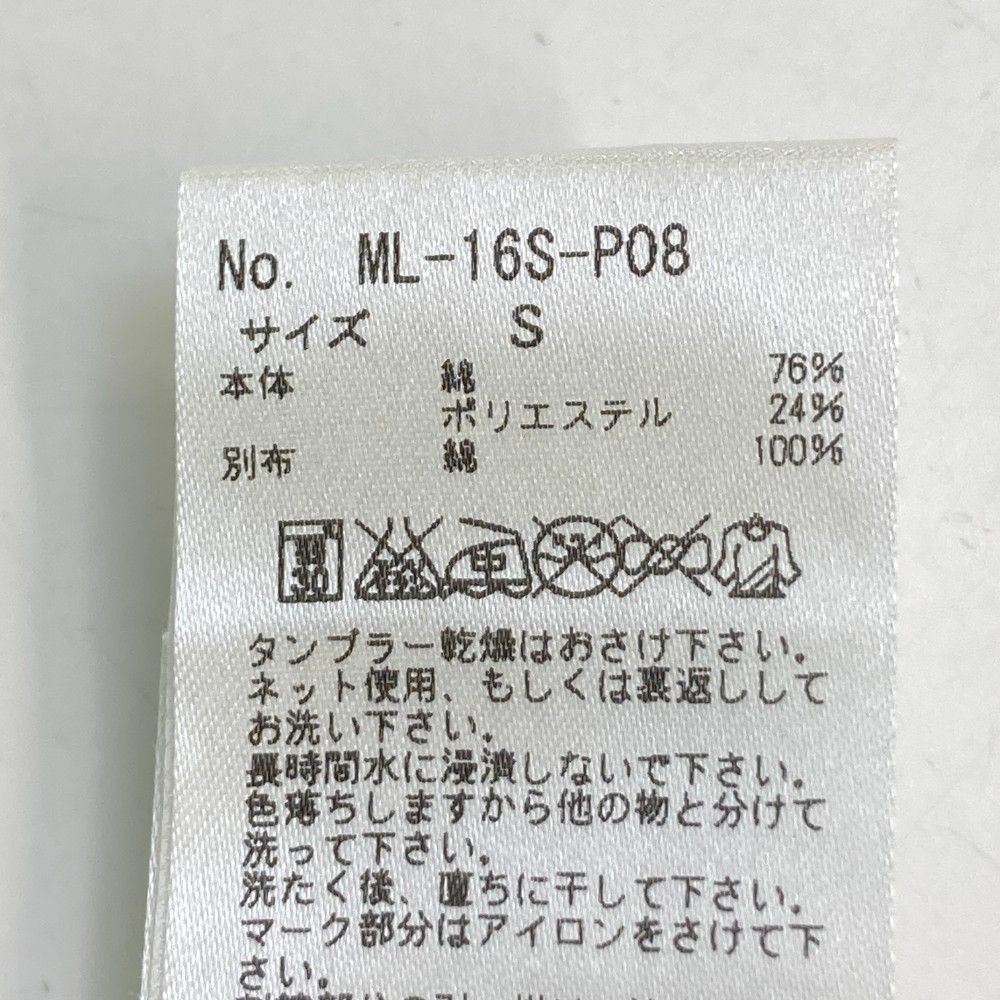 No. ML-16S-P08
サイズ S
本体 綿 76%
ポリエステル 24%
別布 綿 100%
30
中
タンブラー乾燥はおさけ下さい.
ネット使用、もしくは裏返しして
お洗い下さい.
長時間水に浸漬しないで下さい.
色落ちしますから他の物と分けて
洗って下さい.
洗たく後、直ちに干して下さい.
マーク部分はアイロンをさけて下
さい.